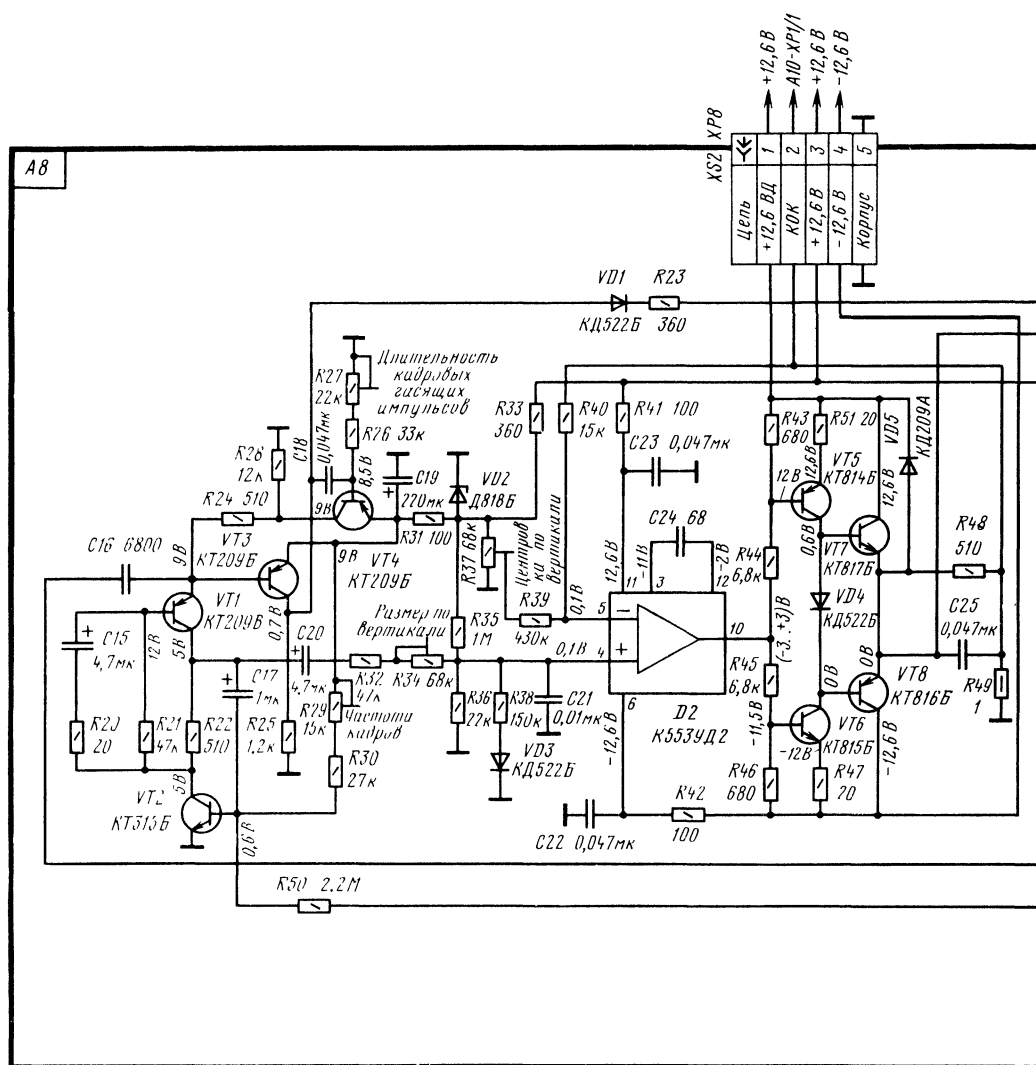 +12,6 В
А10-ХР1/1
+12,6 В
-12,6 В
XS2 XP8
1
2
3
4
5
Цепь
+12,6 ВД
КОК
+12,6 В
-12,6 В
Корпус
А8
VD1
R23
КД522Б
360
Длительность
кадровых
гасящих
импульсов
R27
22к
R26 33к
C18
0,047мк
8,5В
R28
12к
R24 510
9В
C19
220мк
R31 100
VD2
Д818Б
R33
360
R40
15к
R41 100
C23 0,047мк
R37 68к
Центров
ка по
вертикали
R39
430к
0,1В
12,6В
11
11В
3
C24 68
-2В
12
5
4
6
10
D2
К553УД2
-12,6В
C16 6800
9В
VT3
КТ209Б
9В
VT4
КТ209Б
VT1
КТ209Б
0,7В
C15
4,7мк
12В
5В
C17
1мк
C20
4,7мк
Размер по
вертикали
R32
47к
R34 68к
R35
1М
0,1В
R36
22к
R38
150к
C21
0,01мк
VD3
КД522Б
R20
20
R21
47к
R22
510
R25
1,2к
R29
15к
Частота
кадров
R30
27к
5В
VT2
КТ315Б
0,6В
R50 2,2М
C22 0,047мк
R42
100
R43
680
R51 20
VD5
КД209А
12В
12,6В
VT5
КТ814Б
12,6В
0,6В
VT7
КТ817Б
R48
510
R44
6,8к
(-3..+3)В
VD4
КД522Б
C25
0,047мк
R45
6,8к
0В
0В
VT8
КТ816Б
R49
1
-11,5В
-12В
VT6
КТ815Б
-12,6В
R46
680
R47
20